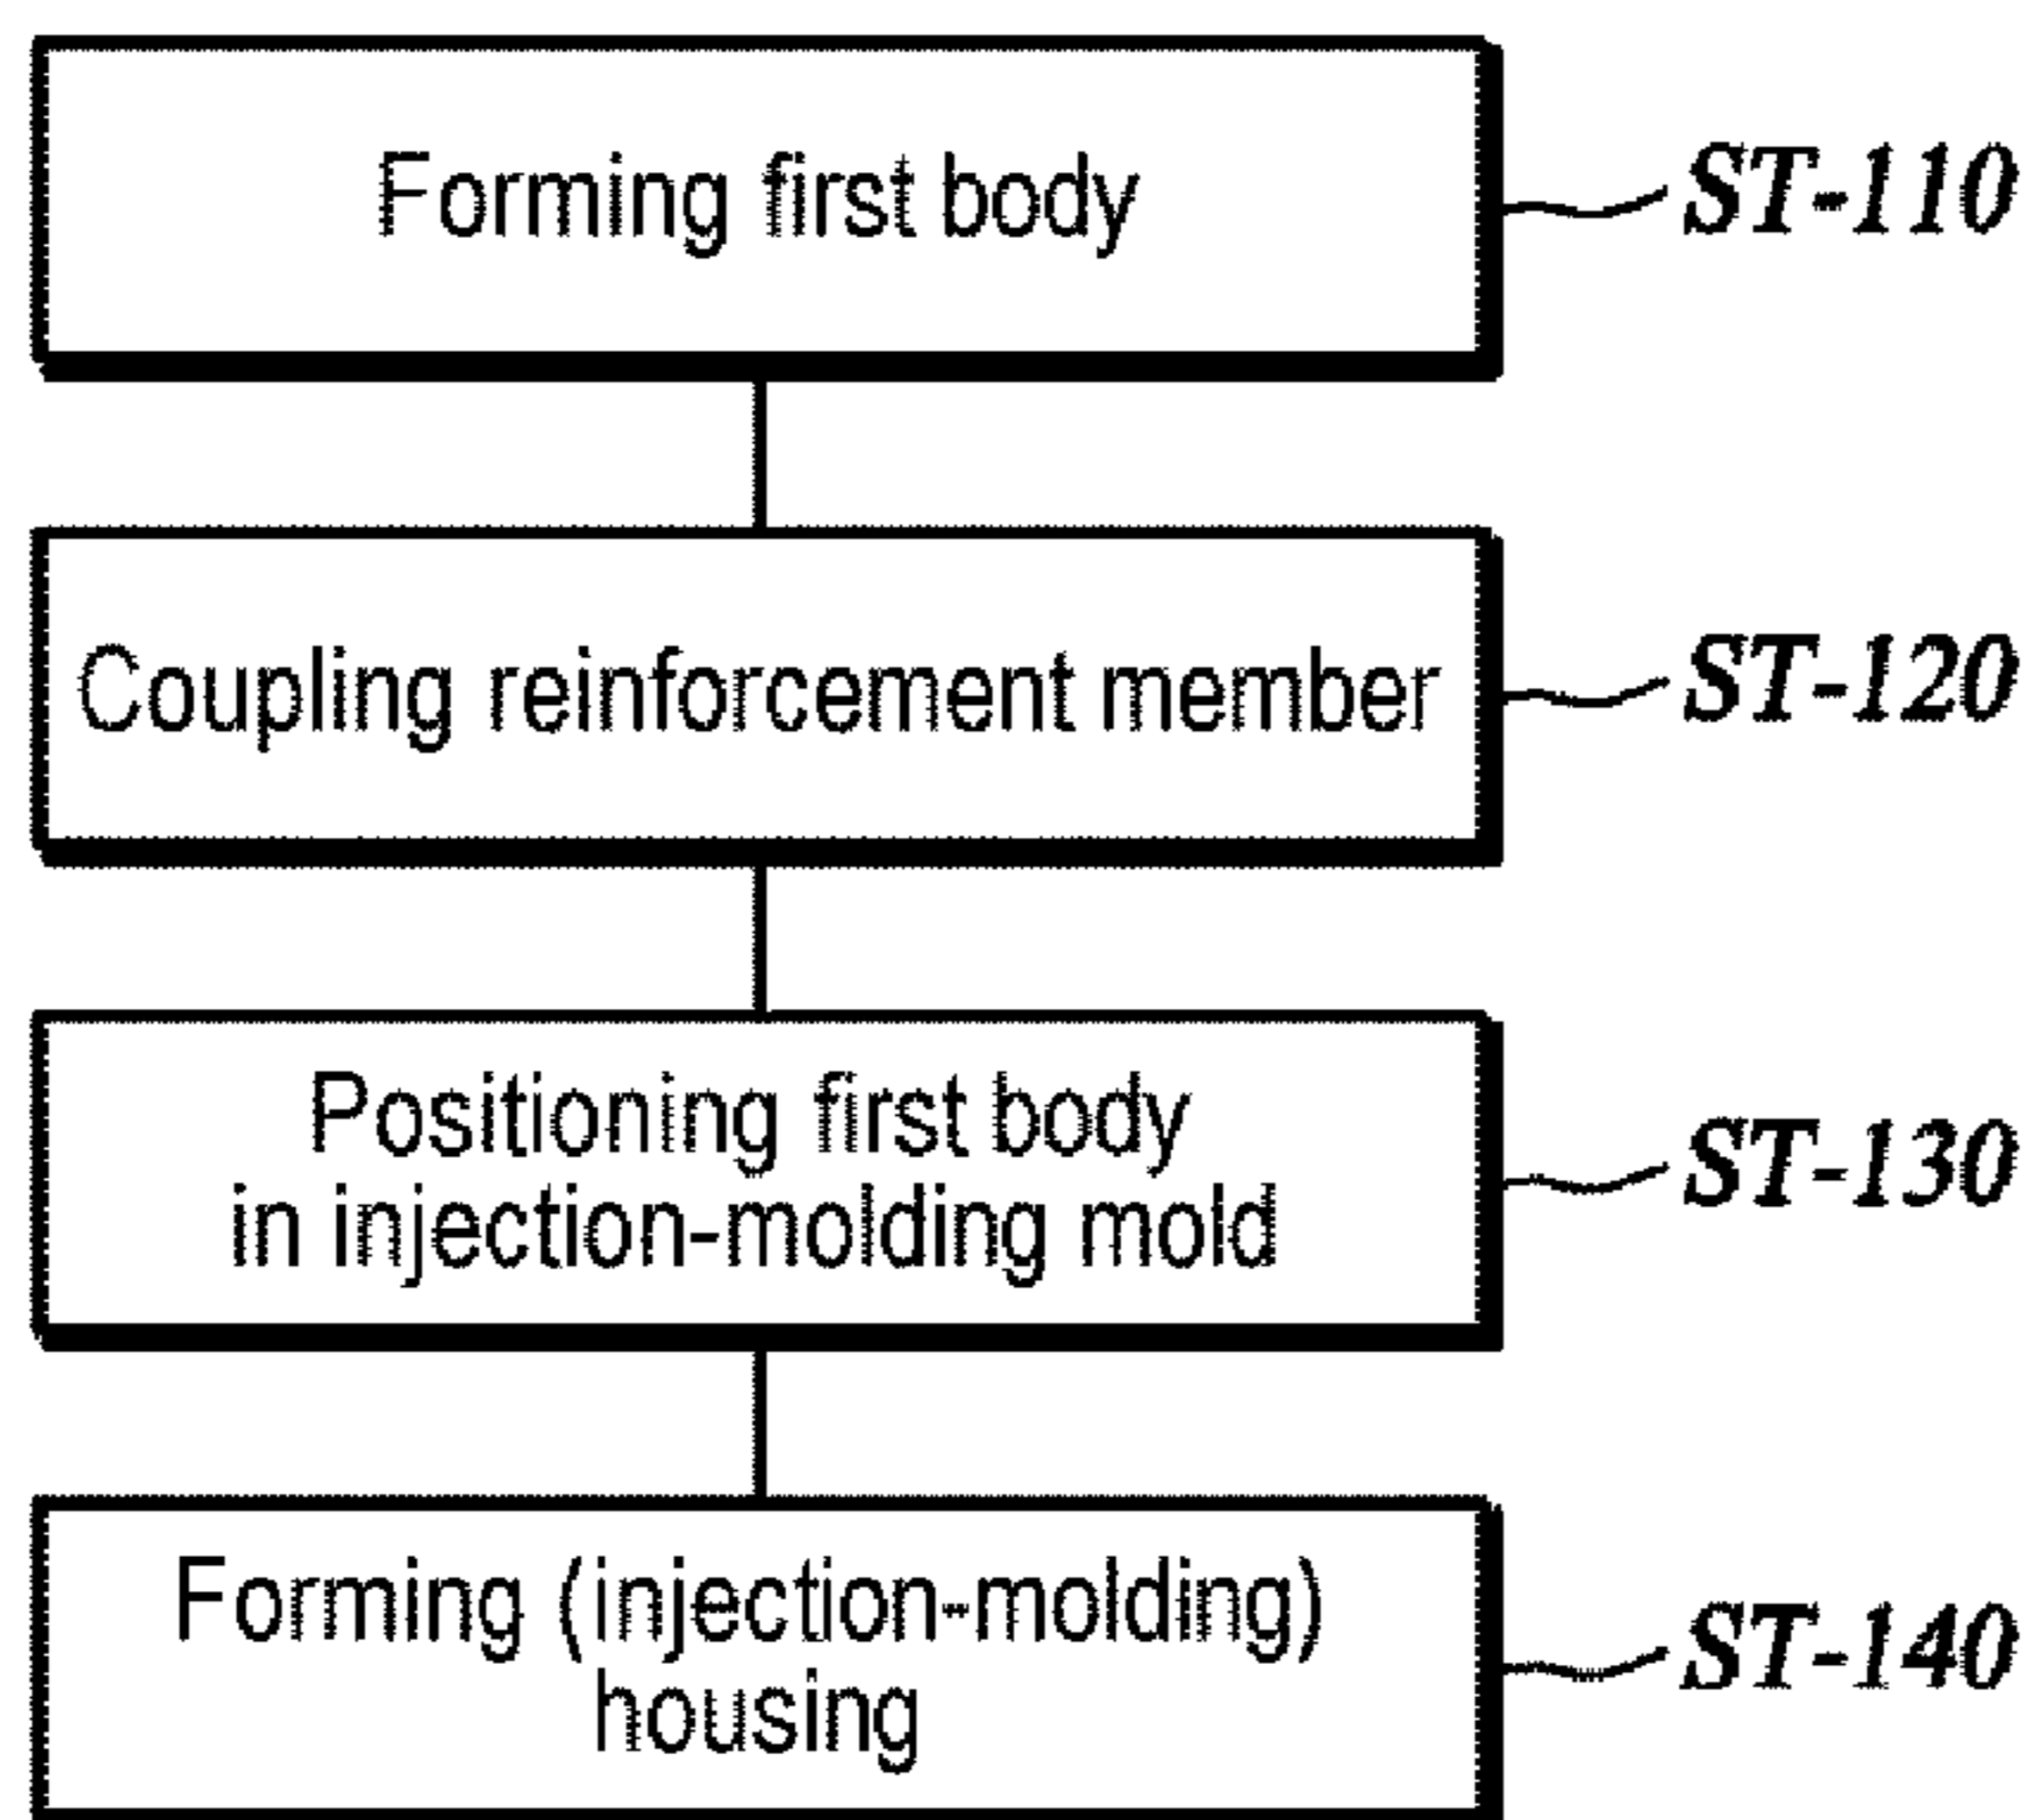 Forming first body
ST-110
Coupling reinforcement member
ST-120
Positioning first body
in injection-molding mold
ST-130
Forming (injection-molding)
housing
ST-140